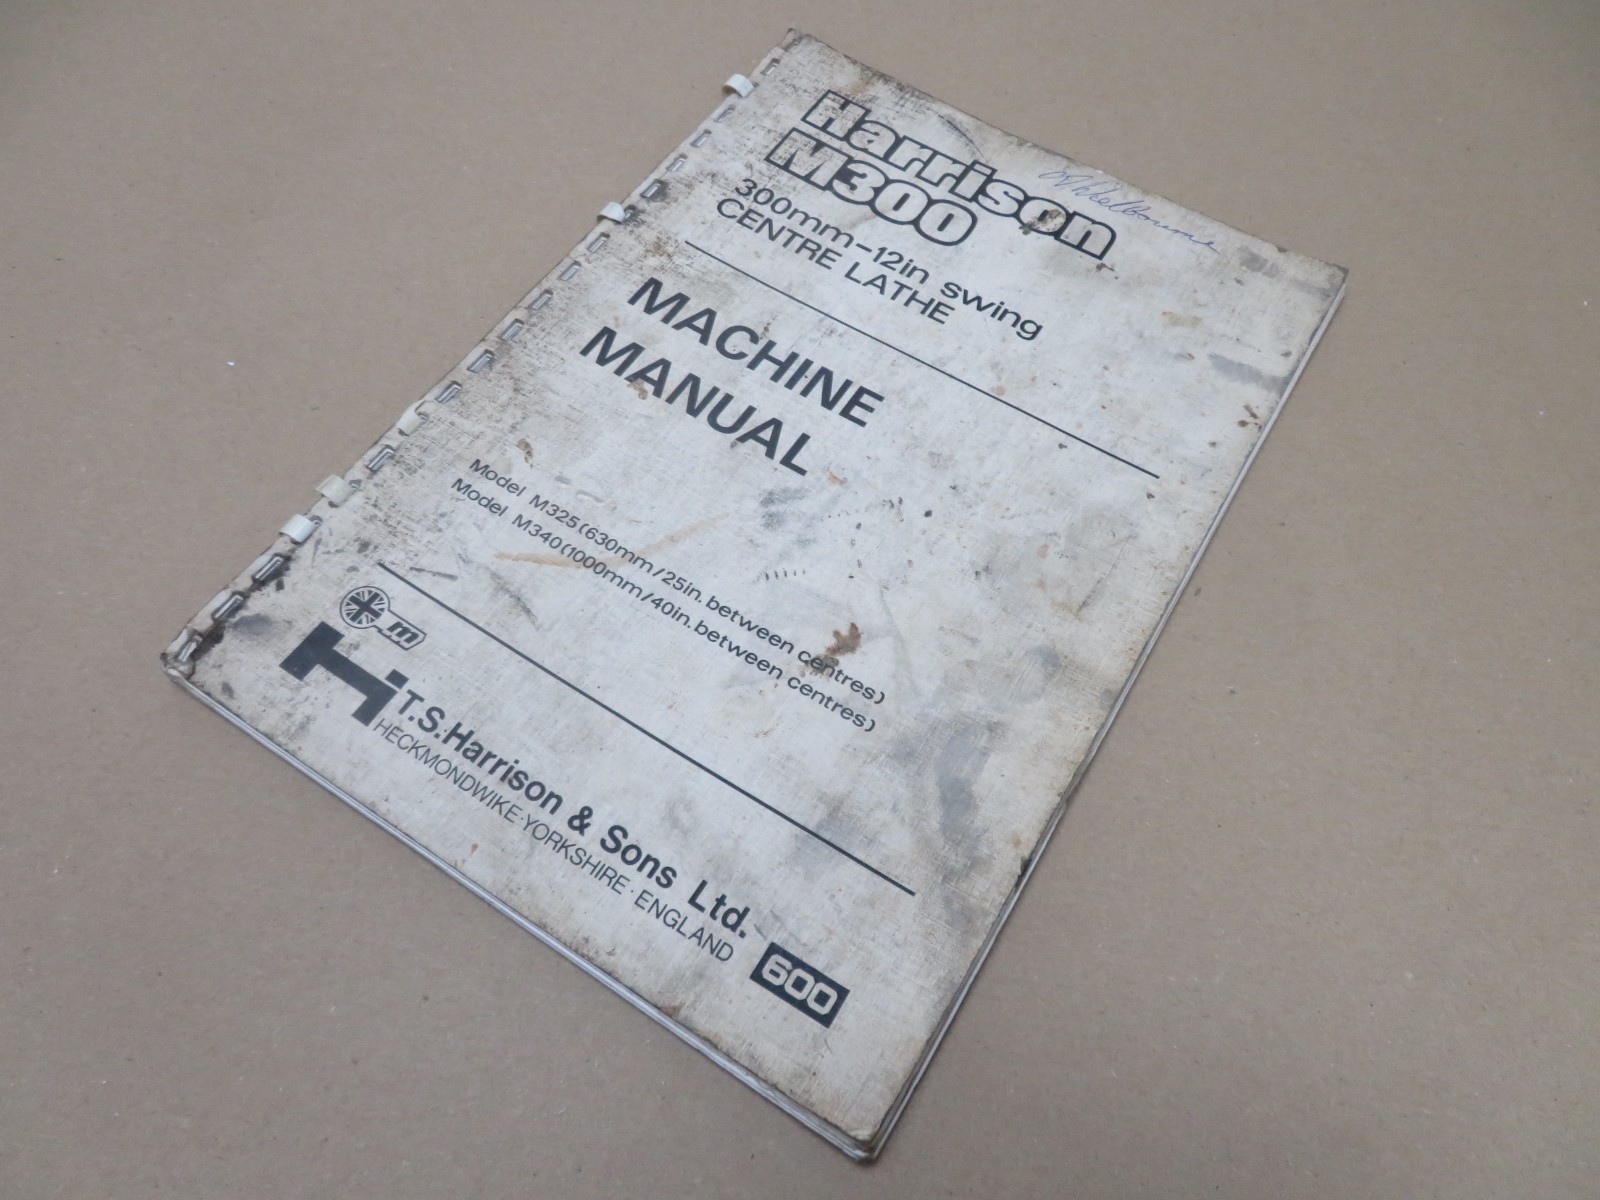 Harrison
M300
300mm-12in swing
CENTRE LATHE
MACHINE
MANUAL
Model M325(630mm/25in.between centres)
Model M340(1000mm/40in.between centres)
m
T.S.Harrison & Sons Ltd.
HECKMONDWIKE·YORKSHIRE·ENGLAND
600